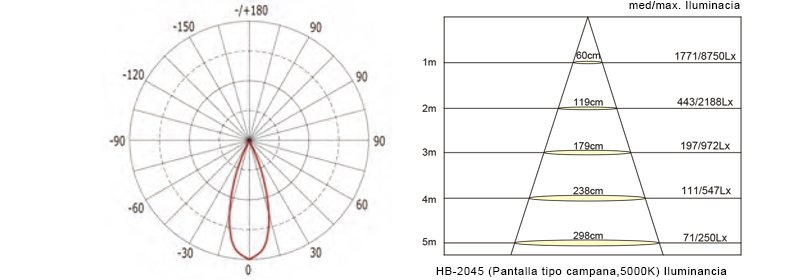 med/max. Iluminacia
-/+180
-150
90
-120
90
-90
90
-60
60
-30
30
0
1m
60cm
1771/8750Lx
2m
119cm
443/2188Lx
3m
179cm
197/972Lx
4m
238cm
111/547Lx
5m
298cm
71/250Lx
HB-2045 (Pantalla tipo campana,5000K) Iluminancia